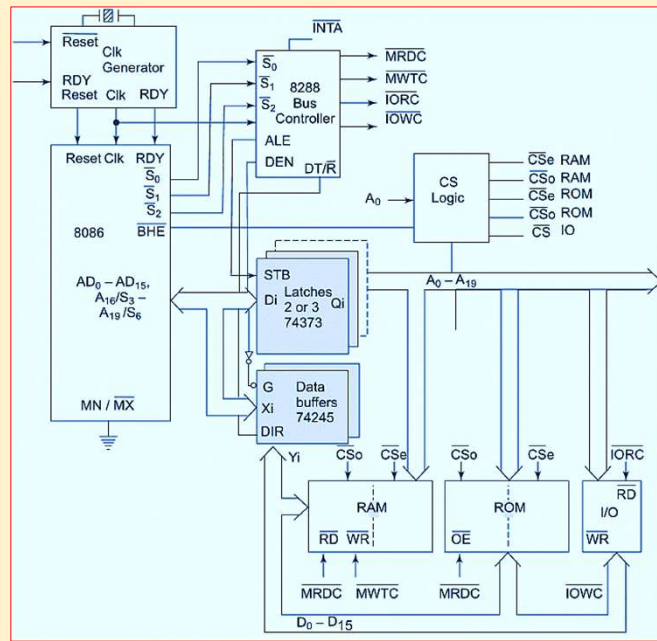 Reset
Clk
Generator
RDY
Reset Clk RDY
INTA
S0
S1
S2
8288
Bus
Controller
ALE
DEN
DT/R
MRDC
MWTC
IORC
IOWC
Reset Clk RDY
S0
S1
S2
8086
BHE
AD0 – AD15,
A16/S3 –
A19/S6
MN / MX
A0
CS
Logic
CSe RAM
CSo RAM
CSe ROM
CSo ROM
CS IO
A0 – A19
STB
Di Latches Qi
2 or 3
74373
G Data
Xi buffers
74245
DIR
Yi
CSo CSe
RAM
RD WR
MRDC MWTC
CSo CSe
ROM
OE
MRDC
IORC
RD
I/O
WR
IOWC
D0 – D15